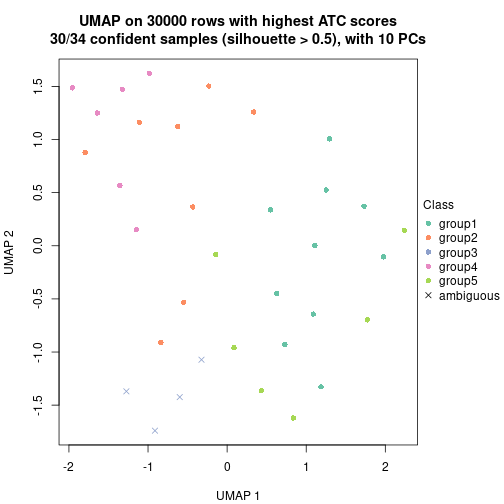 UMAP on 30000 rows with highest ATC scores
30/34 confident samples (silhouette > 0.5), with 10 PCs
UMAP 2
1.5
1.0
0.5
0.0
-0.5
-1.0
-1.5
-2
-1
0
1
2
UMAP 1
Class
group1
group2
group3
group4
group5
ambiguous